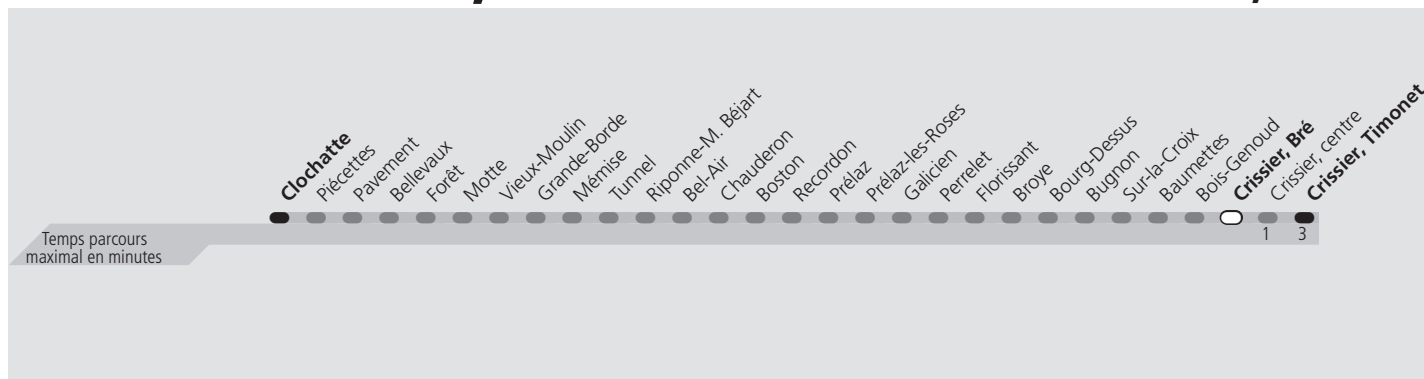 Clochatte
Piécettes
Pavement
Bellevaux
Forêt
Motte
Vieux-Moulin
Grande-Borde
Mémise
Tunnel
Riponne-M. Béjart
Bel-Air
Chauderon
Boston
Recordon
Prélaz
Prélaz-les-Roses
Galicien
Perrelet
Florissant
Broye
Bourg-Dessus
Bugnon
Sur-la-Croix
Baumettes
Bois-Genoud
Crissier, Bré
Crissier, centre
Crissier, Timonet
Temps parcours
maximal en minutes
1 3